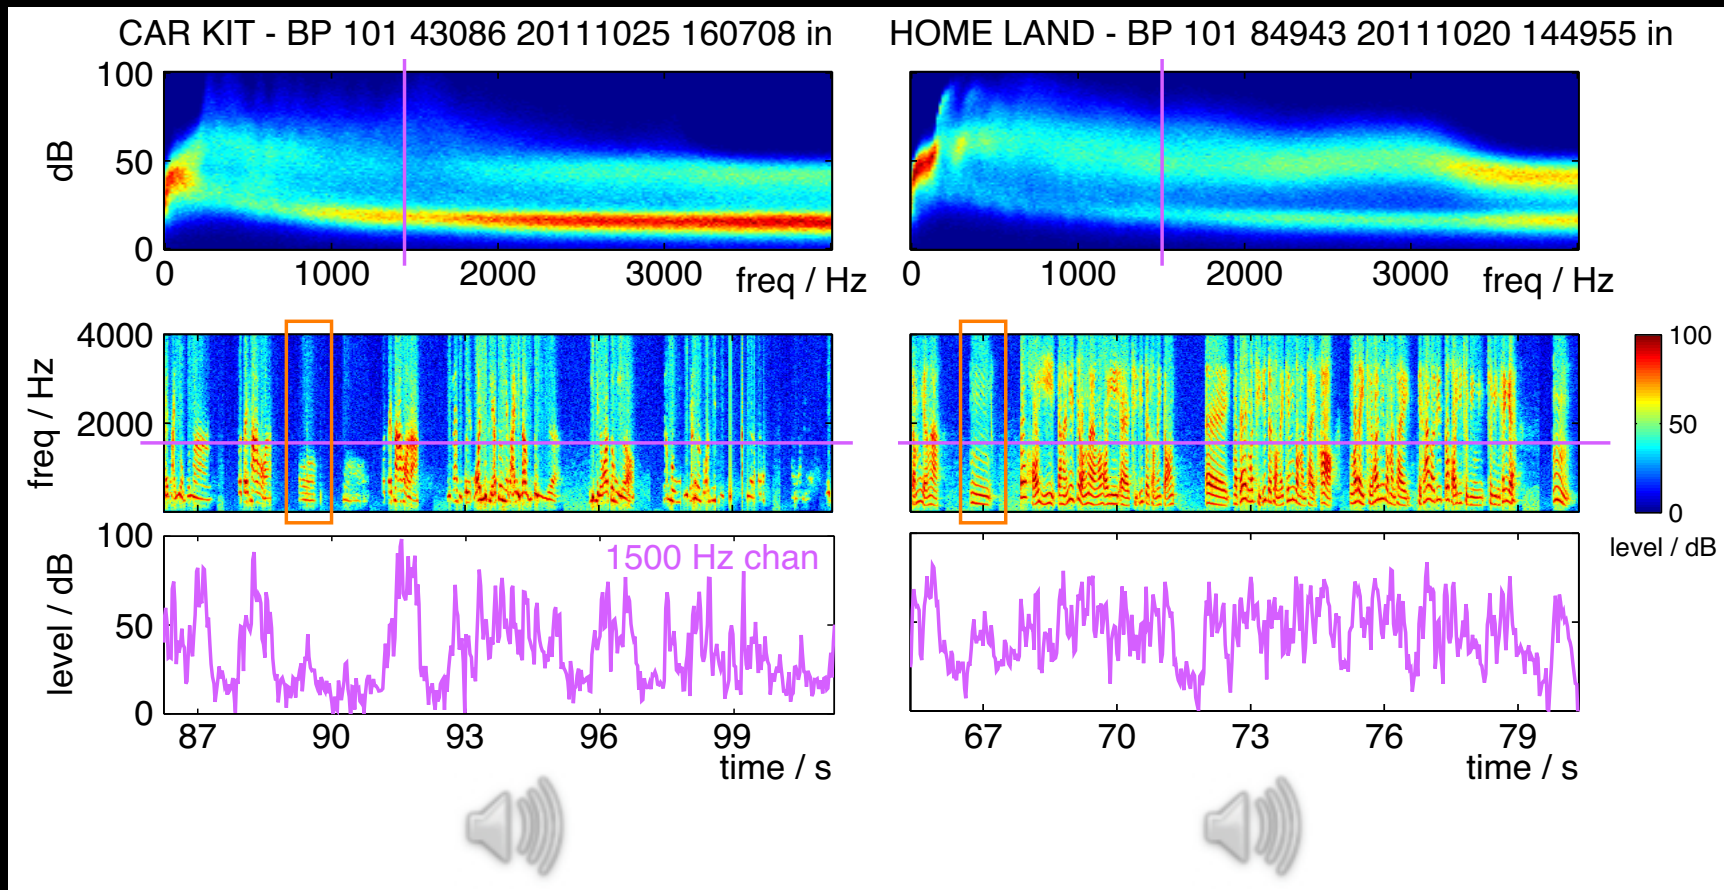 CAR KIT - BP 101 43086 20111025 160708 in
HOME LAND - BP 101 84943 20111020 144955 in
100
50
0
dB
0 1000 2000 3000 freq / Hz
0 1000 2000 3000 freq / Hz
4000
2000
freq / Hz
100
50
0
level / dB
100
50
0
level / dB
1500 Hz chan
87 90 93 96 99
time / s
67 70 73 76 79
time / s